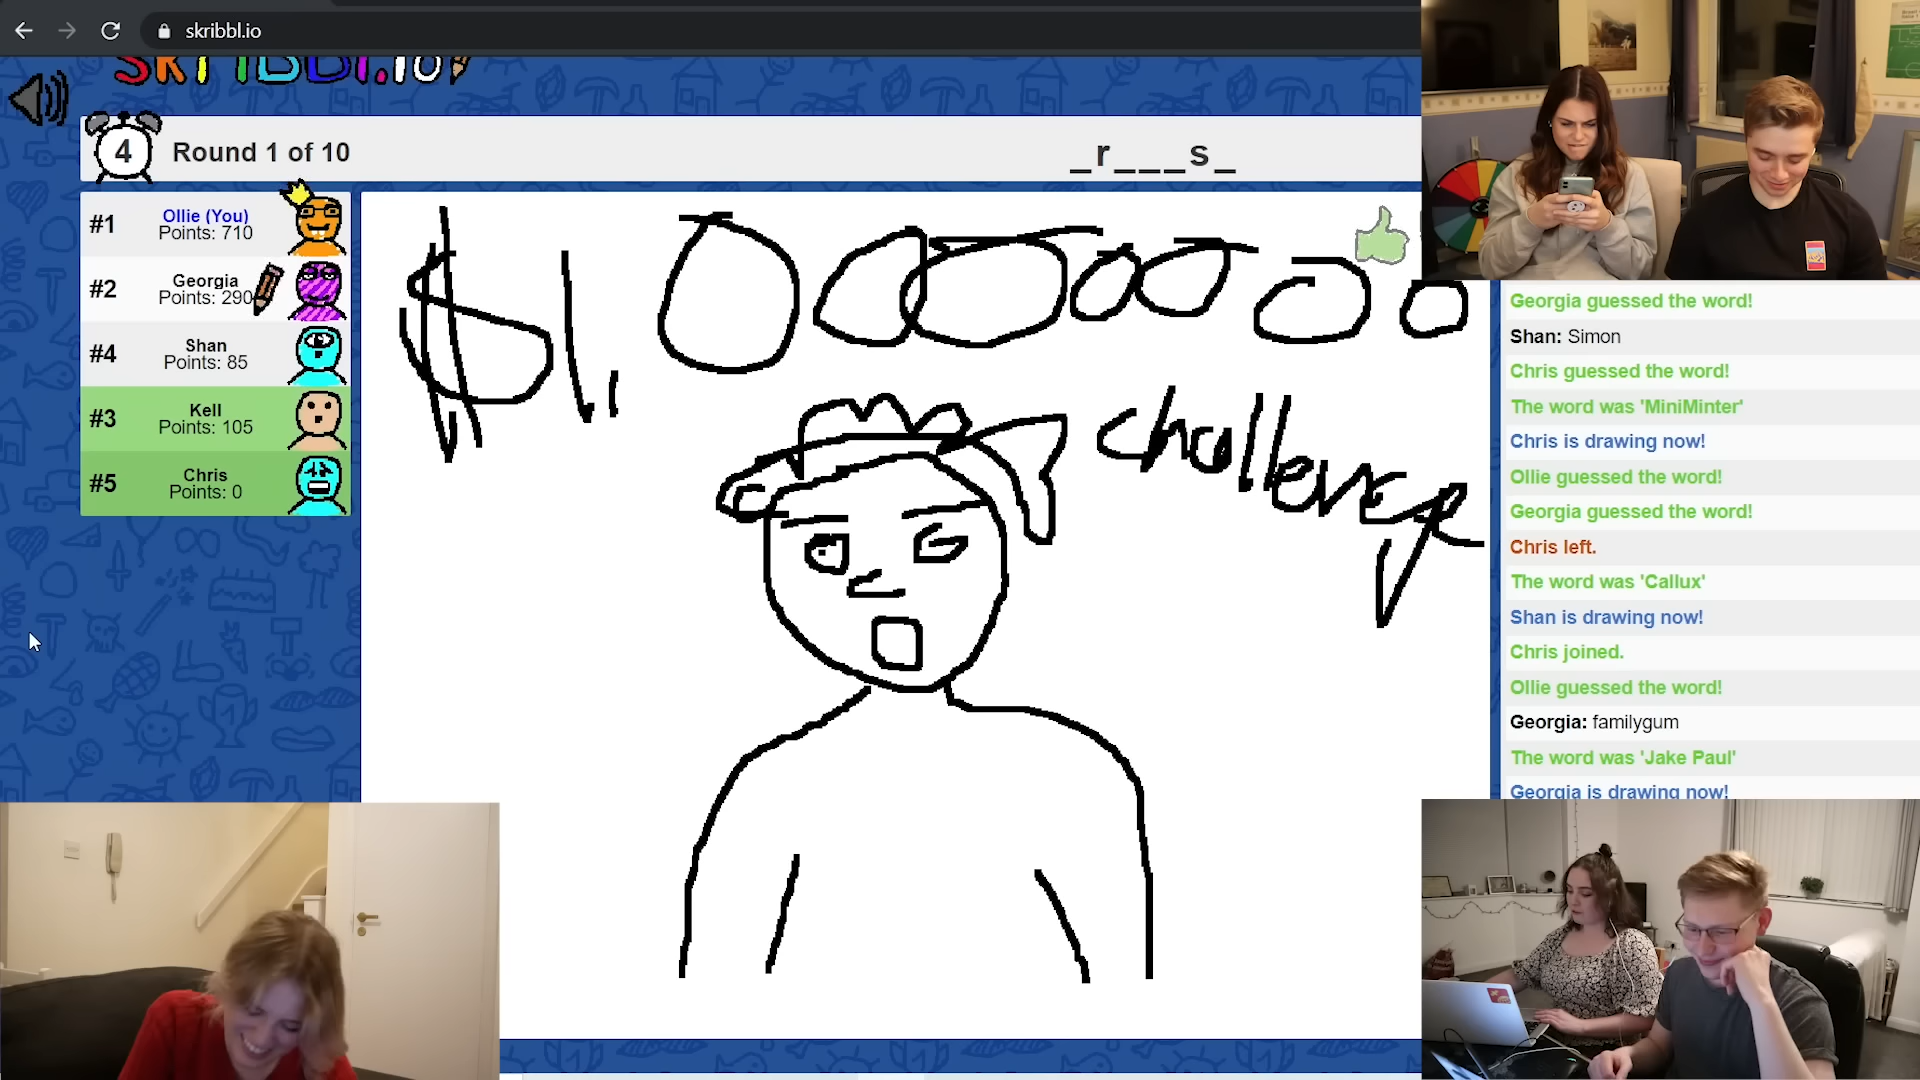 skribbl.io
SKRIBBL.IO
4
Round 1 of 10
_r___s_
#1
Ollie (You)
Points: 710
#2
Georgia
Points: 290
#4
Shan
Points: 85
#3
Kell
Points: 105
#5
Chris
Points: 0
$1,00000000
challenge
Georgia guessed the word!
Shan: Simon
Chris guessed the word!
The word was 'MiniMinter'
Chris is drawing now!
Ollie guessed the word!
Georgia guessed the word!
Chris left.
The word was 'Callux'
Shan is drawing now!
Chris joined.
Ollie guessed the word!
Georgia: familygum
The word was 'Jake Paul'
Georgia is drawing now!